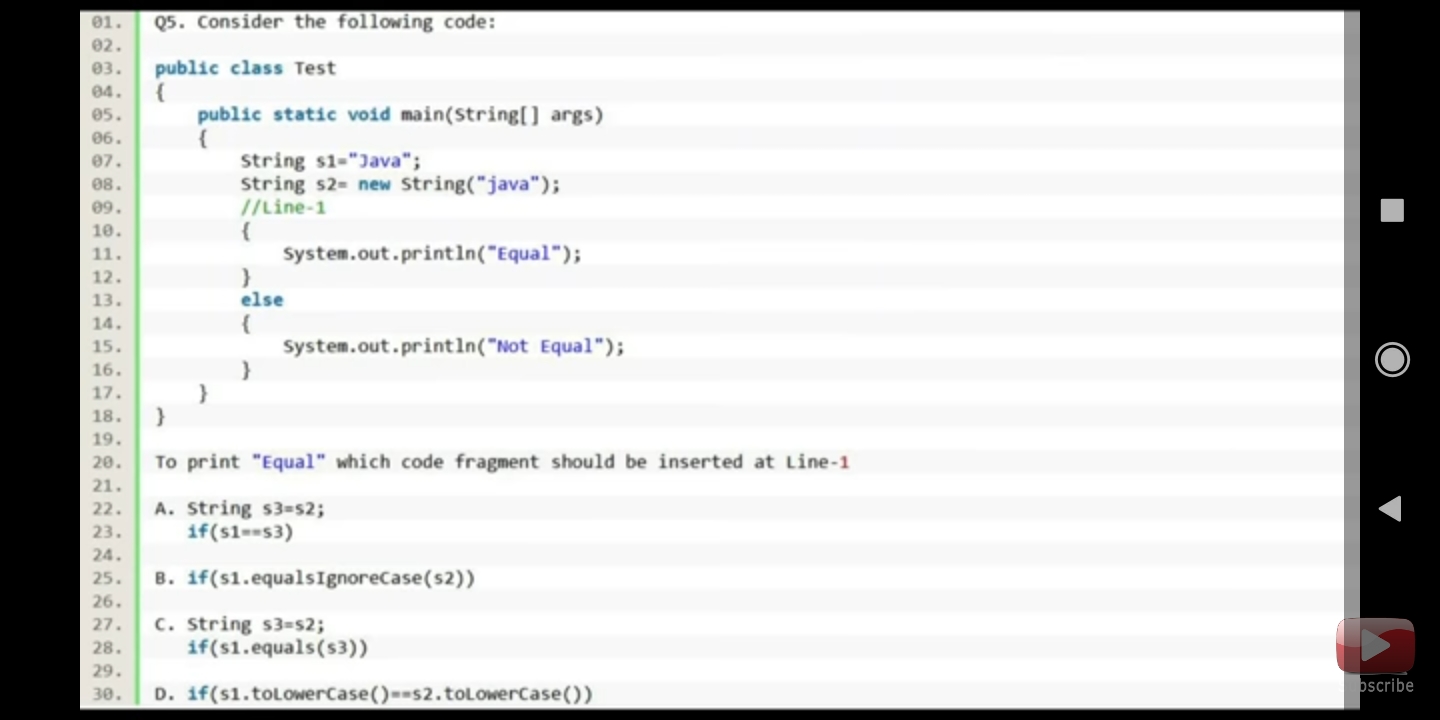 01. Q5. Consider the following code:
02.
03. public class Test
04. {
05. public static void main(String[] args)
06. {
07. String s1="Java";
08. String s2= new String("java");
09. //Line-1
10. {
11. System.out.println("Equal");
12. }
13. else
14. {
15. System.out.println("Not Equal");
16. }
17. }
18. }
19.
20. To print "Equal" which code fragment should be inserted at Line-1
21.
22. A. String s3=s2;
23. if(s1==s3)
24.
25. B. if(s1.equalsIgnoreCase(s2))
26.
27. C. String s3=s2;
28. if(s1.equals(s3))
29.
30. D. if(s1.toLowerCase()==s2.toLowerCase())
bscribe